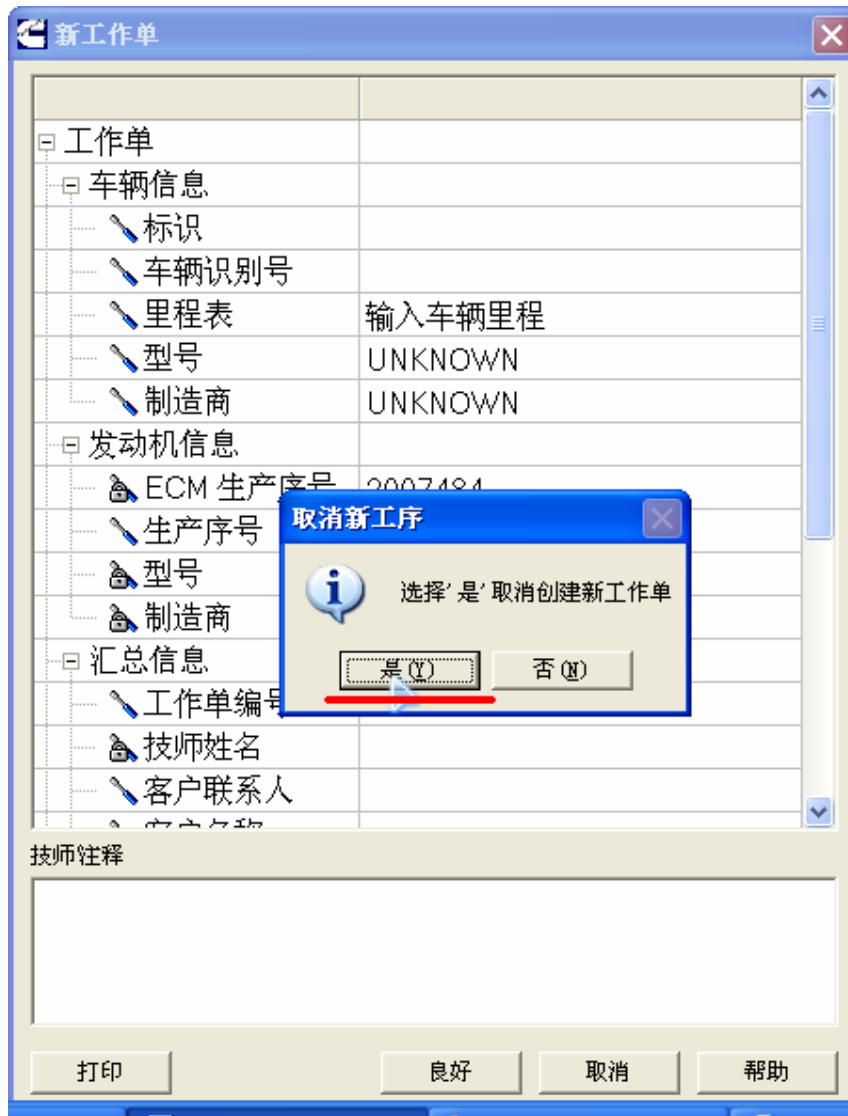 新工作单
工作单
车辆信息
标识
车辆识别号
里程表 输入车辆里程
型号 UNKNOWN
制造商 UNKNOWN
发动机信息
ECM 生产序号
生产序号
型号
制造商
取消新工序
选择'是'取消创建新工作单
是(Y) 否(N)
汇总信息
工作单编号
技师姓名
客户联系人
技师注释
打印 良好 取消 帮助